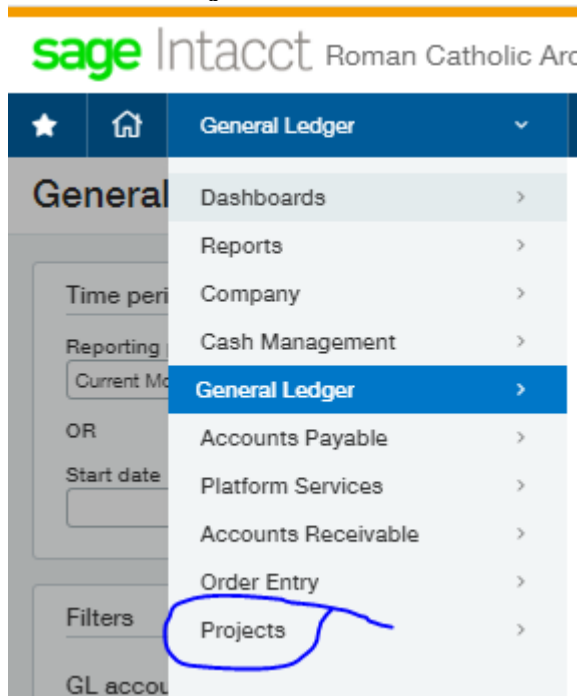 sage Intacct Roman Catholic Arc
General Ledger
General
Dashboards
Reports
Time peri
Company
Reporting
Cash Management
Current Mo
General Ledger
OR
Accounts Payable
Start date
Platform Services
Accounts Receivable
Order Entry
Filters
Projects
GL accou